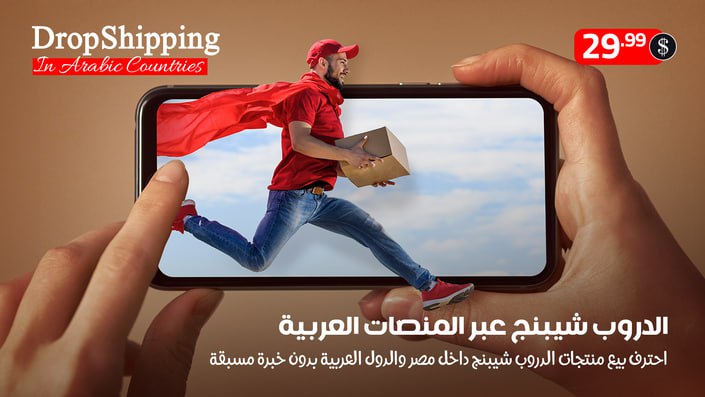 DropShipping
In Arabic Countries
29.99 $
الدروب شيبنج عبر المنصات العربية
احترف بيع منتجات الدروب شيبنج داخل مصر والدول العربية بدون خبرة مسبقة